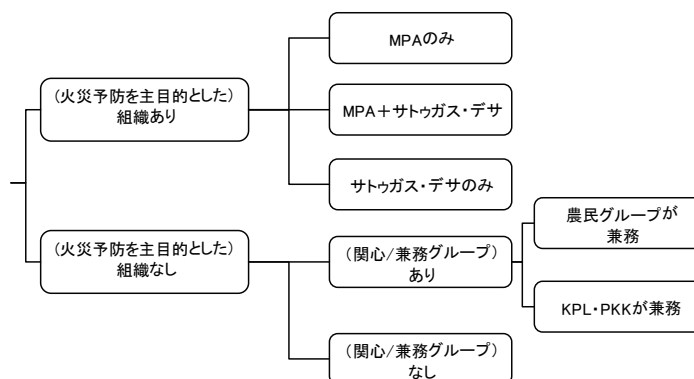 MPAのみ
(火災予防を主目的とした)
組織あり
MPA＋サトゥガス・デサ
サトゥガス・デサのみ
(火災予防を主目的とした)
組織なし
(関心/兼務グループ)
あり
農民グループが
兼務
KPL・PKKが兼務
(関心/兼務グループ)
なし